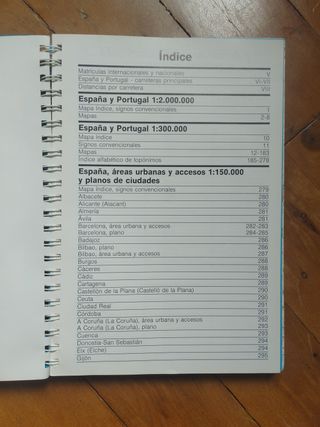 Índice
Matrículas internacionales y nacionales V
España y Portugal - carreteras principales VI-VII
Distancias por carretera VIII
España y Portugal 1:2.000.000
Mapa índice, signos convencionales 1
Mapas 2-8
España y Portugal 1:300.000
Mapa índice 10
Signos convencionales 11
Mapas 12-183
Índice alfabético de topónimos 185-278
España, áreas urbanas y accesos 1:150.000
y planos de ciudades
Mapa índice, signos convencionales 279
Albacete 280
Alicante (Alacant) 280
Almería 281
Ávila 281
Barcelona, área urbana y accesos 282-283
Barcelona, plano 284-285
Badajoz 286
Bilbao, plano 286
Bilbao, área urbana y accesos 287
Burgos 288
Cáceres 288
Cádiz 289
Cartagena 289
Castellón de la Plana (Castelló de la Plana) 290
Ceuta 290
Ciudad Real 291
Córdoba 291
A Coruña (La Coruña), área urbana y accesos 292
A Coruña (La Coruña), plano 293
Cuenca 293
Donostia-San Sebastián 294
Elx (Elche) 294
Gijón 295